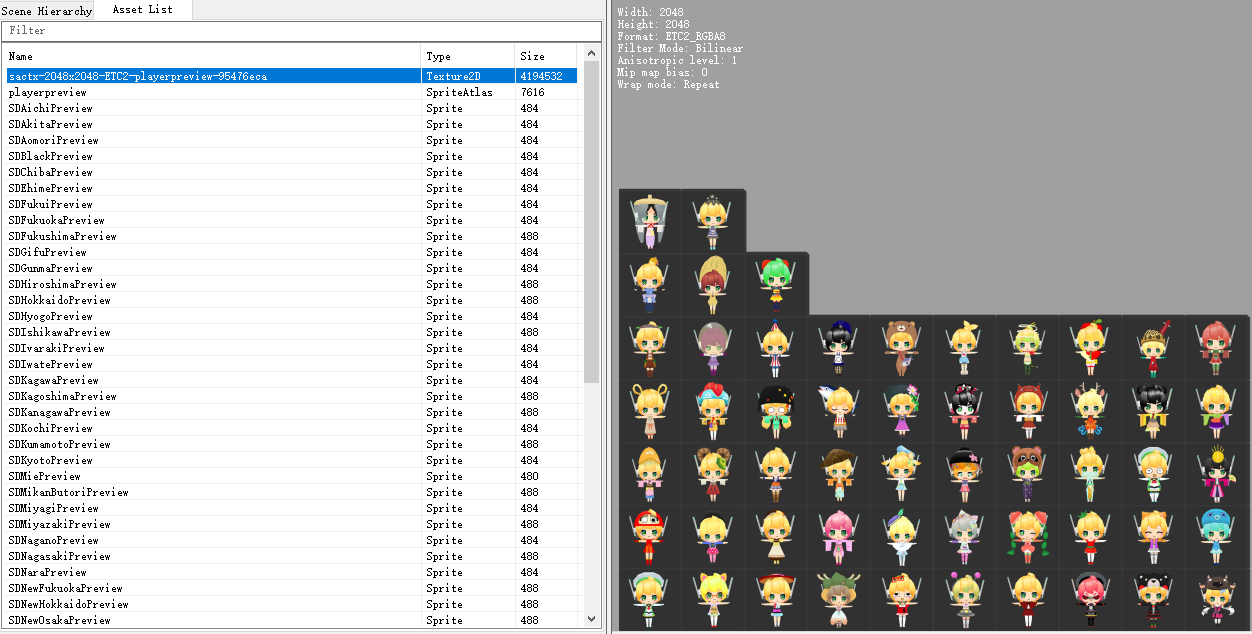 Scene Hierarchy Asset List
Filter
Name Type Size
sactx-2048x2048-ETC2-playerpreview-95476eca Texture2D 4194532
playerpreview SpriteAtlas 7616
SDAichiPreview Sprite 484
SDAkitaPreview Sprite 484
SDAomoriPreview Sprite 484
SDBlackPreview Sprite 484
SDChibaPreview Sprite 484
SDEhimePreview Sprite 484
SDFukuiPreview Sprite 484
SDFukuokaPreview Sprite 484
SDFukushimaPreview Sprite 488
SDGifuPreview Sprite 484
SDGunmaPreview Sprite 484
SDHiroshimaPreview Sprite 488
SDHokkaidoPreview Sprite 488
SDHyogoPreview Sprite 484
SDIshikawaPreview Sprite 488
SDIvarakiPreview Sprite 484
SDIwatePreview Sprite 484
SDKagawaPreview Sprite 484
SDKagoshimaPreview Sprite 488
SDKanagawaPreview Sprite 488
SDKochiPreview Sprite 484
SDKumamotoPreview Sprite 488
SDKyotoPreview Sprite 484
SDMiePreview Sprite 480
SDMikanButoriPreview Sprite 488
SDMiyagiPreview Sprite 484
SDMiyazakiPreview Sprite 488
SDNaganoPreview Sprite 484
SDNagasakiPreview Sprite 488
SDNaraPreview Sprite 484
SDNewFukuokaPreview Sprite 488
SDNewHokkaidoPreview Sprite 488
SDNewOsakaPreview Sprite 488
Width: 2048
Height: 2048
Format: ETC2_RGBA8
Filter Mode: Bilinear
Anisotropic level: 1
Mip map bias: 0
Wrap mode: Repeat